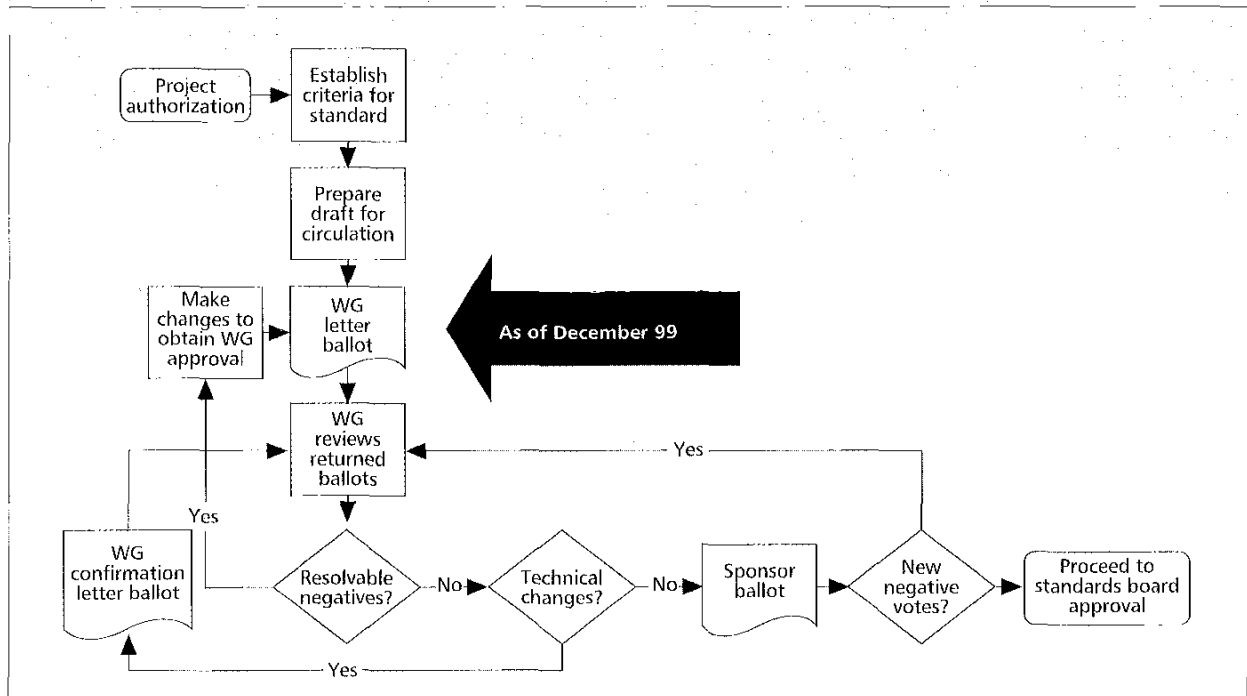 Project
authorization
Establish
criteria for
standard
Prepare
draft for
circulation
Make
changes to
obtain WG
approval
WG
letter
ballot
As of December 99
WG
reviews
returned
ballots
Yes
Yes
WG
confirmation
letter ballot
Resolvable
negatives?
No
Technical
changes?
No
Sponsor
ballot
New
negative
votes?
Proceed to
standards board
approval
Yes